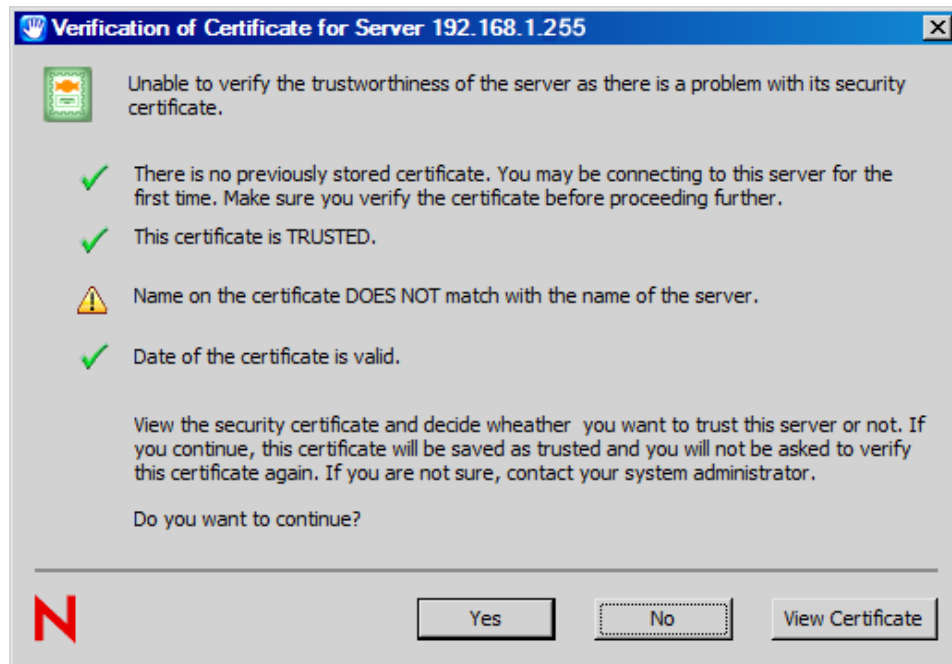 Verification of Certificate for Server 192.168.1.255
Unable to verify the trustworthiness of the server as there is a problem with its security
certificate.
There is no previously stored certificate. You may be connecting to this server for the
first time. Make sure you verify the certificate before proceeding further.
This certificate is TRUSTED.
Name on the certificate DOES NOT match with the name of the server.
Date of the certificate is valid.
View the security certificate and decide wheather  you want to trust this server or not. If
you continue, this certificate will be saved as trusted and you will not be asked to verify
this certificate again. If you are not sure, contact your system administrator.
Do you want to continue?
N
Yes
No
View Certificate